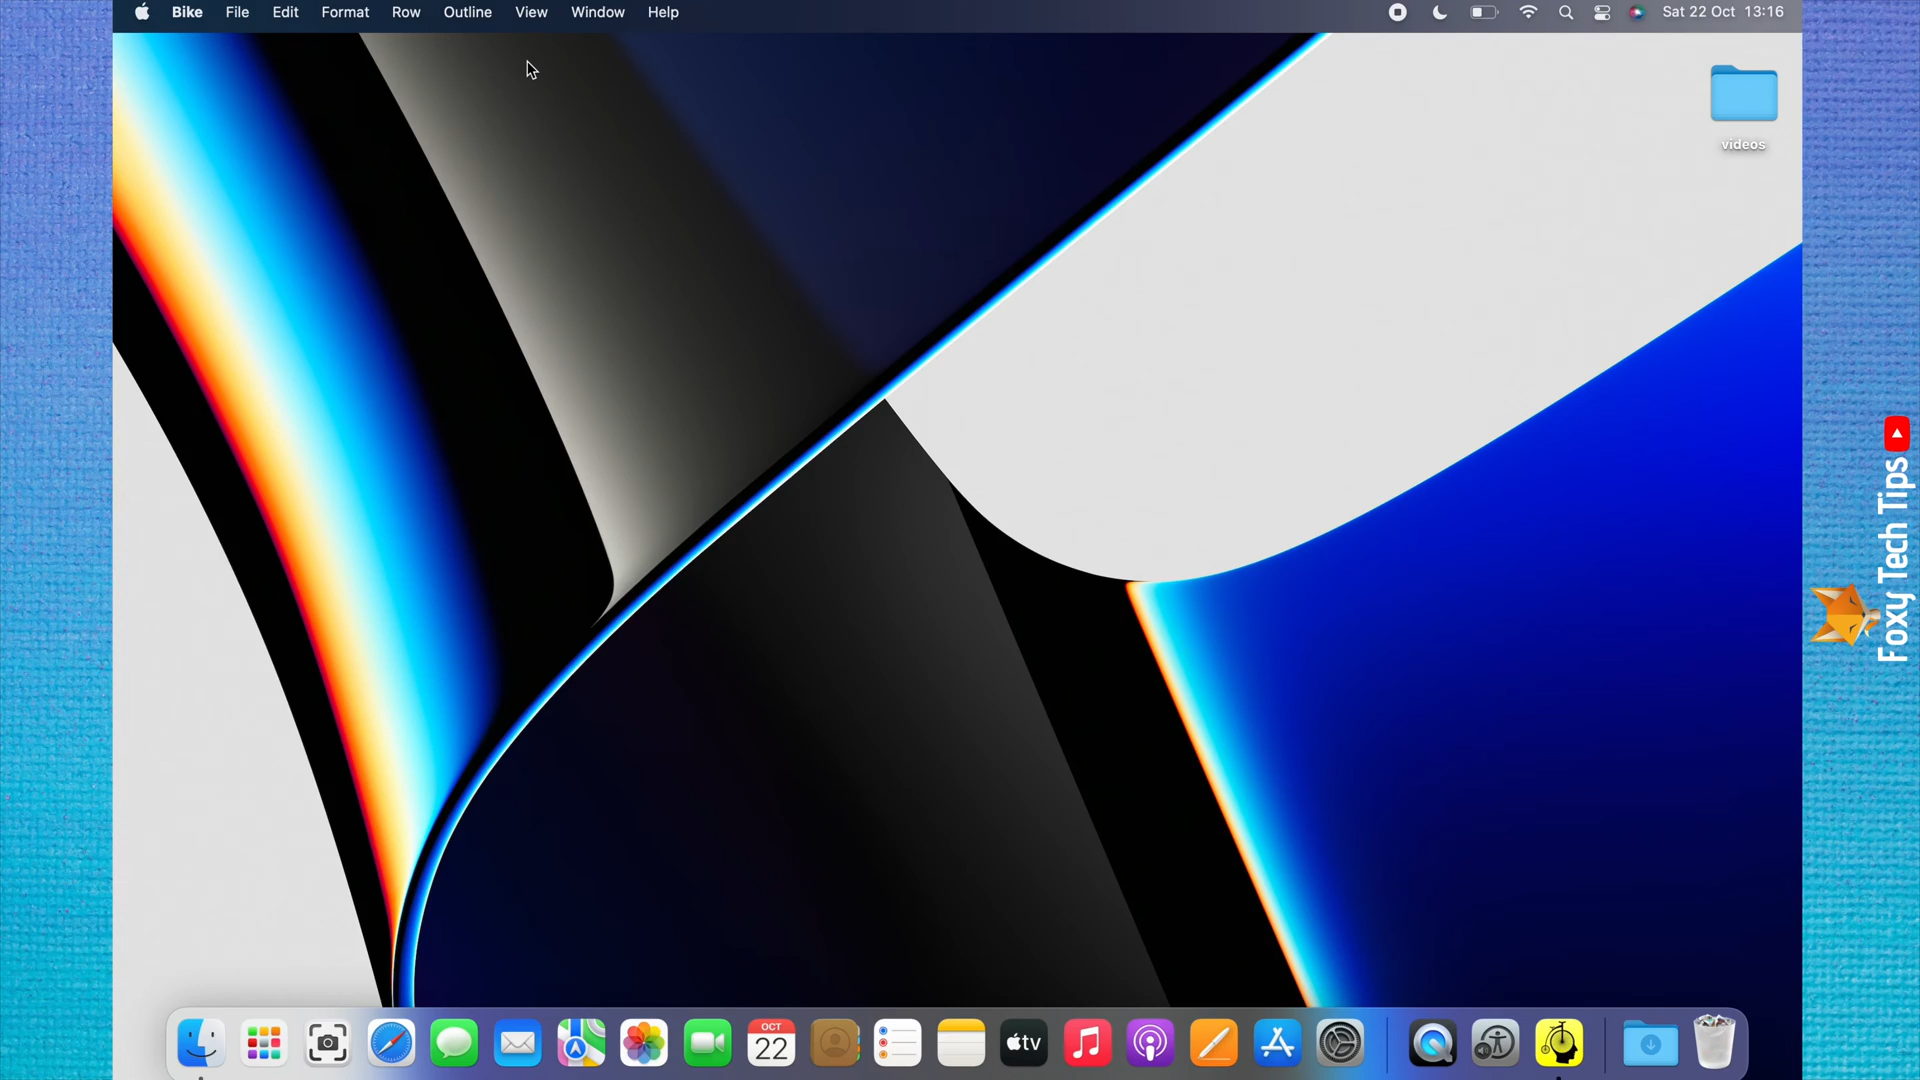 Bike File Edit Format Row Outline View Window Help Sat 22 Oct 13:16
videos
Foxy Tech Tips
OCT
22
tv